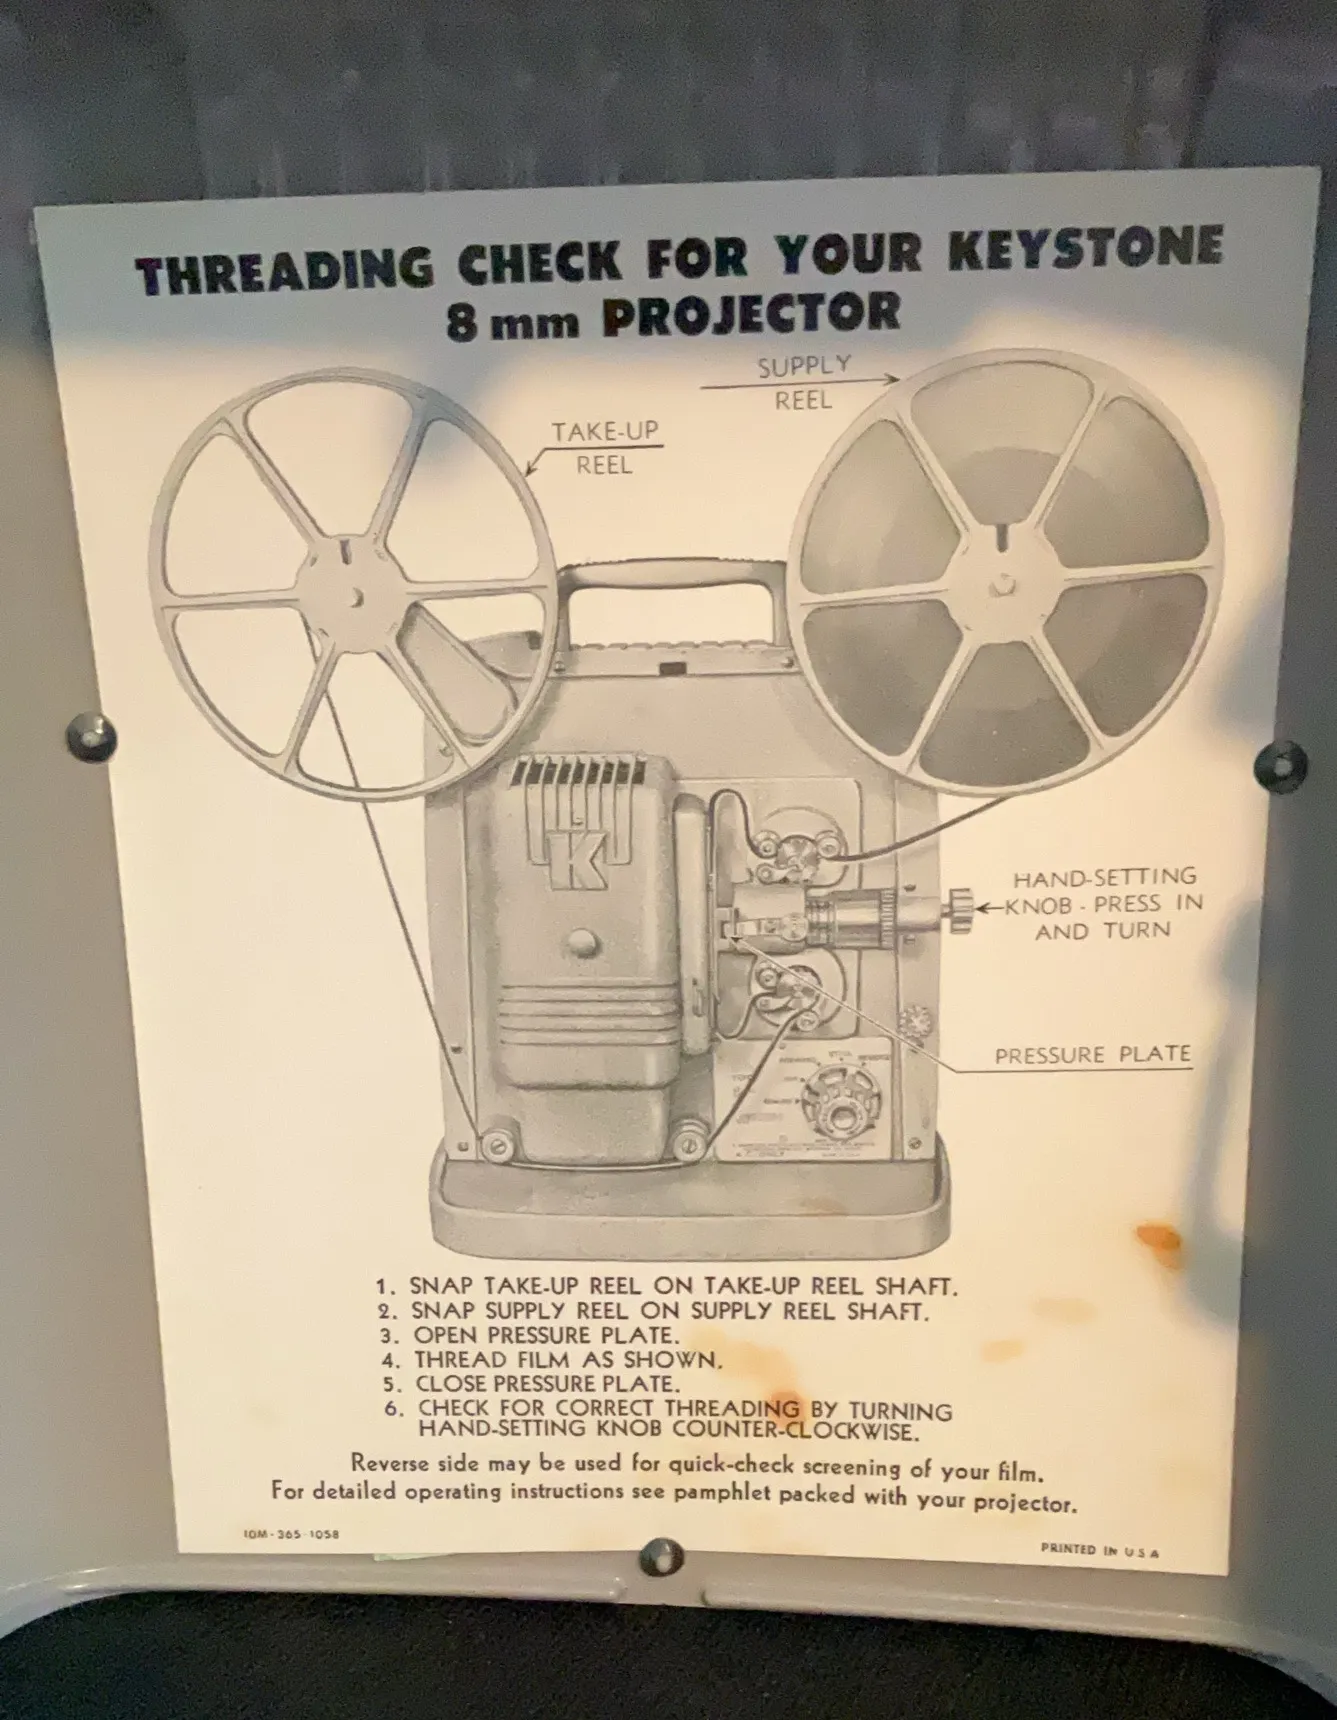 THREADING CHECK FOR YOUR KEYSTONE
8 mm PROJECTOR
SUPPLY
REEL
TAKE-UP
REEL
K
HAND-SETTING
KNOB - PRESS IN
AND TURN
PRESSURE PLATE
1. SNAP TAKE-UP REEL ON TAKE-UP REEL SHAFT.
2. SNAP SUPPLY REEL ON SUPPLY REEL SHAFT.
3. OPEN PRESSURE PLATE.
4. THREAD FILM AS SHOWN.
5. CLOSE PRESSURE PLATE.
6. CHECK FOR CORRECT THREADING BY TURNING
HAND-SETTING KNOB COUNTER-CLOCKWISE.
Reverse side may be used for quick-check screening of your film.
For detailed operating instructions see pamphlet packed with your projector.
10M - 365 - 1058
PRINTED IN U S A